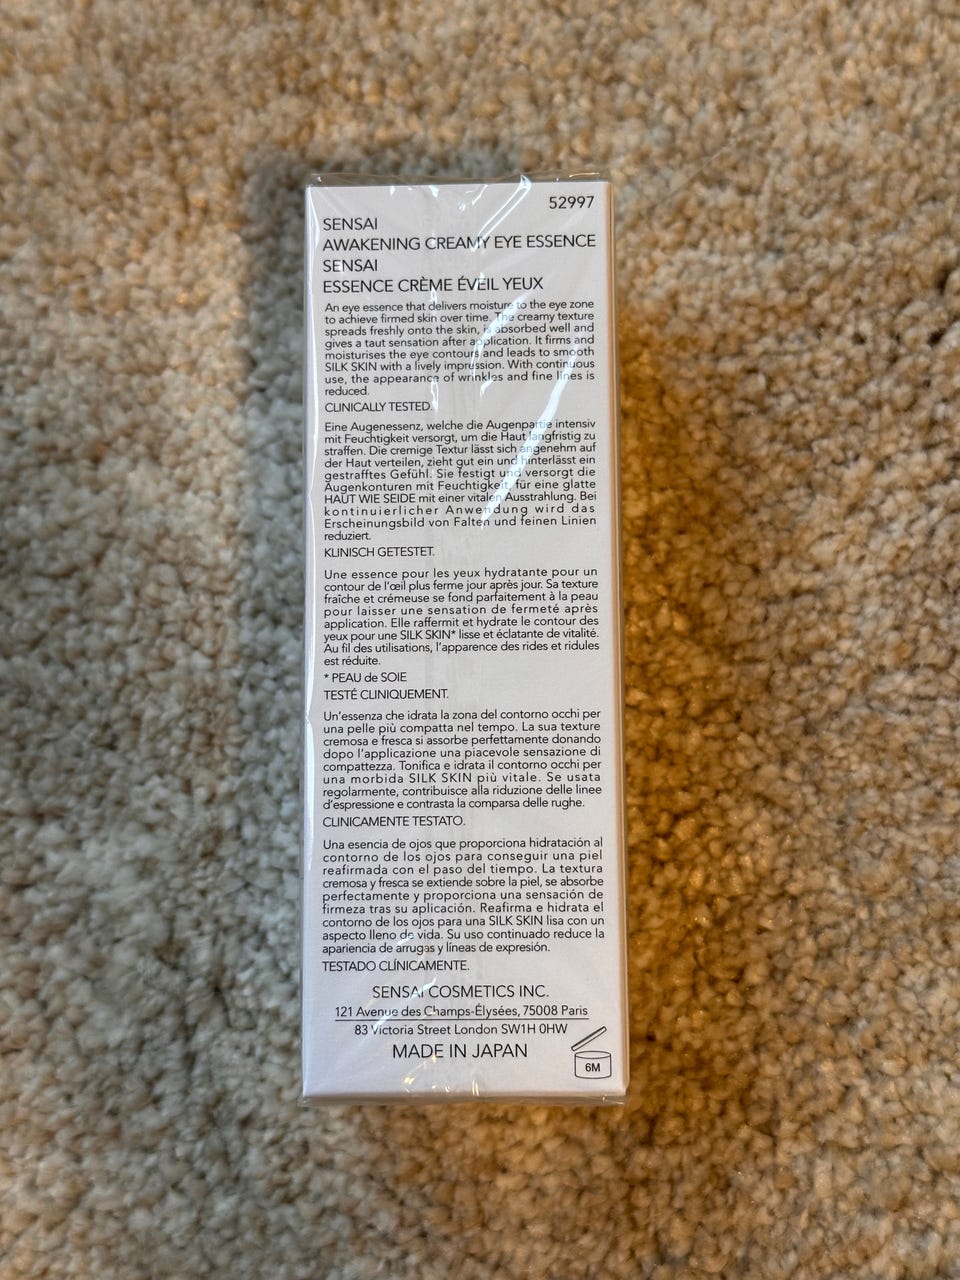 52997
SENSAI
AWAKENING CREAMY EYE ESSENCE
SENSAI
ESSENCE CRÈME ÉVEIL YEUX
An eye essence that delivers moisture to the eye zone
to achieve firmed skin over time. The creamy texture
spreads freshly onto the skin, is absorbed well and
gives a taut sensation after application. It firms and
moisturises the eye contours and leads to smooth
SILK SKIN with a lively impression. With continuous
use, the appearance of wrinkles and fine lines is
reduced.
CLINICALLY TESTED.
Eine Augenessenz, welche die Augenpartie intensiv
mit Feuchtigkeit versorgt, um die Haut langfristig zu
straffen. Die cremige Textur lässt sich angenehm auf
der Haut verteilen, zieht gut ein und hinterlässt ein
gestrafftes Gefühl. Sie festigt und versorgt die
Augenkonturen mit Feuchtigkeit, für eine glatte
HAUT WIE SEIDE mit einer vitalen Ausstrahlung. Bei
kontinuierlicher Anwendung wird das
Erscheinungsbild von Falten und feinen Linien
reduziert.
KLINISCH GETESTET.
Une essence pour les yeux hydratante pour un
contour de l'œil plus ferme jour après jour. Sa texture
fraîche et crémeuse se fond parfaitement à la peau
pour laisser une sensation de fermeté après
application. Elle raffermit et hydrate le contour des
yeux pour une SILK SKIN* lisse et éclatante de vitalité.
Au fil des utilisations, l'apparence des rides et ridules
est réduite.
* PEAU de SOIE
TESTÉ CLINIQUEMENT.
Un'essenza che idrata la zona del contorno occhi per
una pelle più compatta nel tempo. La sua texture
cremosa e fresca si assorbe perfettamente donando
dopo l'applicazione una piacevole sensazione di
compattezza. Tonifica e idrata il contorno occhi per
una morbida SILK SKIN più vitale. Se usata
regolarmente, contribuisce alla riduzione delle linee
d'espressione e contrasta la comparsa delle rughe.
CLINICAMENTE TESTATO.
Una esencia de ojos que proporciona hidratación al
contorno de los ojos para conseguir una piel
reafirmada con el paso del tiempo. La textura
cremosa y fresca se extiende sobre la piel, se absorbe
perfectamente y proporciona una sensación de
firmeza tras su aplicación. Reafirma e hidrata el
contorno de los ojos para una SILK SKIN lisa con un
aspecto lleno de vida. Su uso continuado reduce la
apariencia de arrugas y líneas de expresión.
TESTADO CLÍNICAMENTE.
SENSAI COSMETICS INC.
121 Avenue des Champs-Élysées, 75008 Paris
83 Victoria Street London SW1H 0HW
MADE IN JAPAN
6M